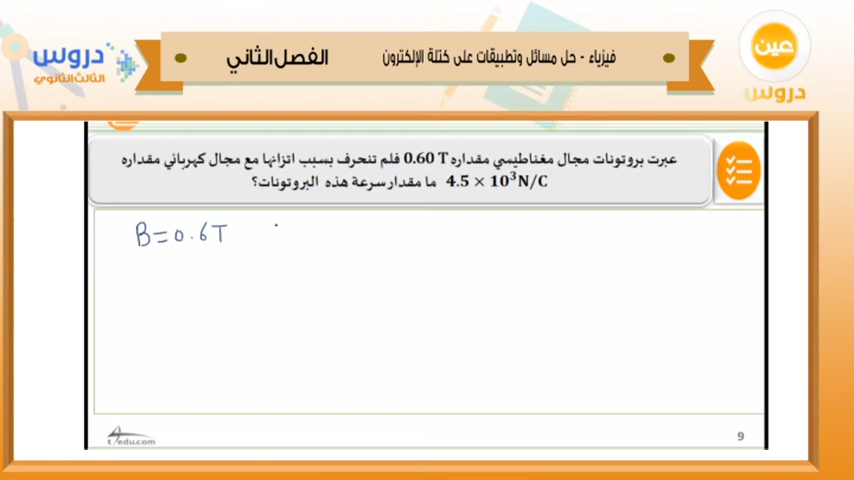 عين
دروس
فيزياء - حل مسائل وتطبيقات على كتلة الإلكترون
الفصل الثاني
دروس
الثالث الثانوي
عبرت بروتونات مجال مغناطيسي مقداره 0.60 T فلم تنحرف بسبب اتزانها مع مجال كهربائي مقداره
4.5 × 10³ N/C ما مقدار سرعة هذه البروتونات؟
B=0.6T
t4edu.com
9